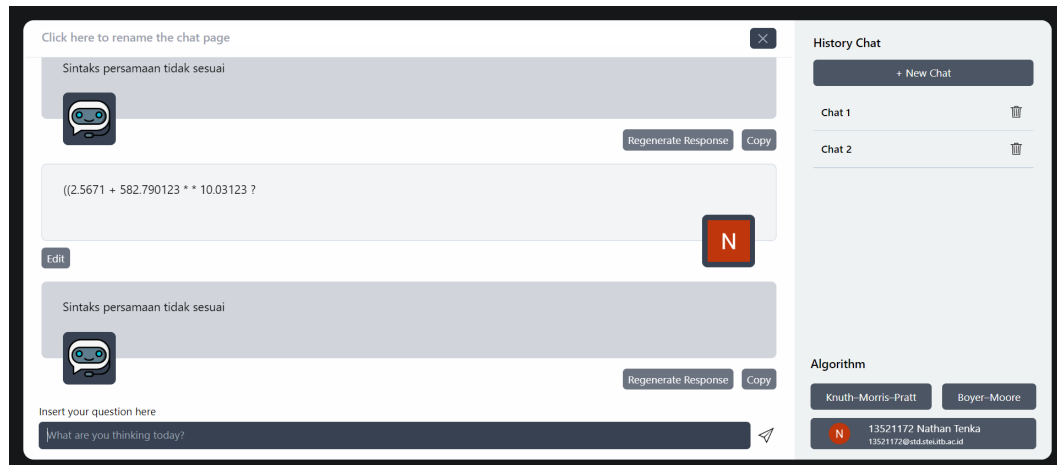 Click here to rename the chat page
Sintaks persamaan tidak sesuai
Regenerate Response
Copy
((2.5671 + 582.790123 * * 10.03123 ?
N
Edit
Sintaks persamaan tidak sesuai
Regenerate Response
Copy
Insert your question here
What are you thinking today?
History Chat
+ New Chat
Chat 1
Chat 2
Algorithm
Knuth–Morris–Pratt
Boyer–Moore
N
13521172 Nathan Tenka
13521172@std.stei.itb.ac.id